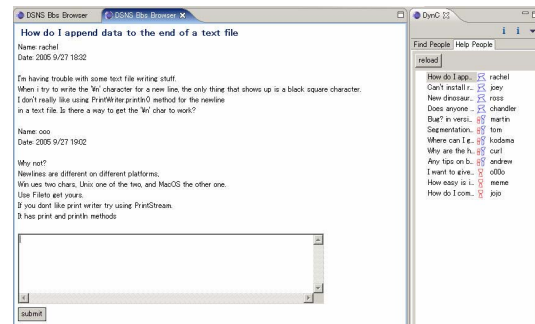 DSNS Bbs Browser
DSNS Bbs Browser
How do I append data to the end of a text file
Name: rachel
Date: 2005 9/27 18:32
I'm having trouble with some text file writing stuff.
When i try to write the '¥n' character for a new line, the only thing that shows up is a black square character.
I don't really like using PrintWriter.println() method for the newline
in a text file. Is there a way to get the '¥n' char to work?
Name: ooo
Date: 2005 9/27 19:02
Why not?
Newlines are different on different platforms,
Win ues two chars, Unix one of the two, and MacOS the other one.
Use File to get yours.
If you dont like print writer try using PrintStream.
It has print and println methods
submit
DynC
Find People Help People
reload
How do I app... rachel
Can't install r... joey
New dinosaur... ross
Does anyone ... chandler
Bug? in versi... martin
Segmentation... tom
Where can I g... kodama
Why are the h... curl
Any tips on b... andrew
I want to give... o00o
How easy is i... meme
How do I com... jojo